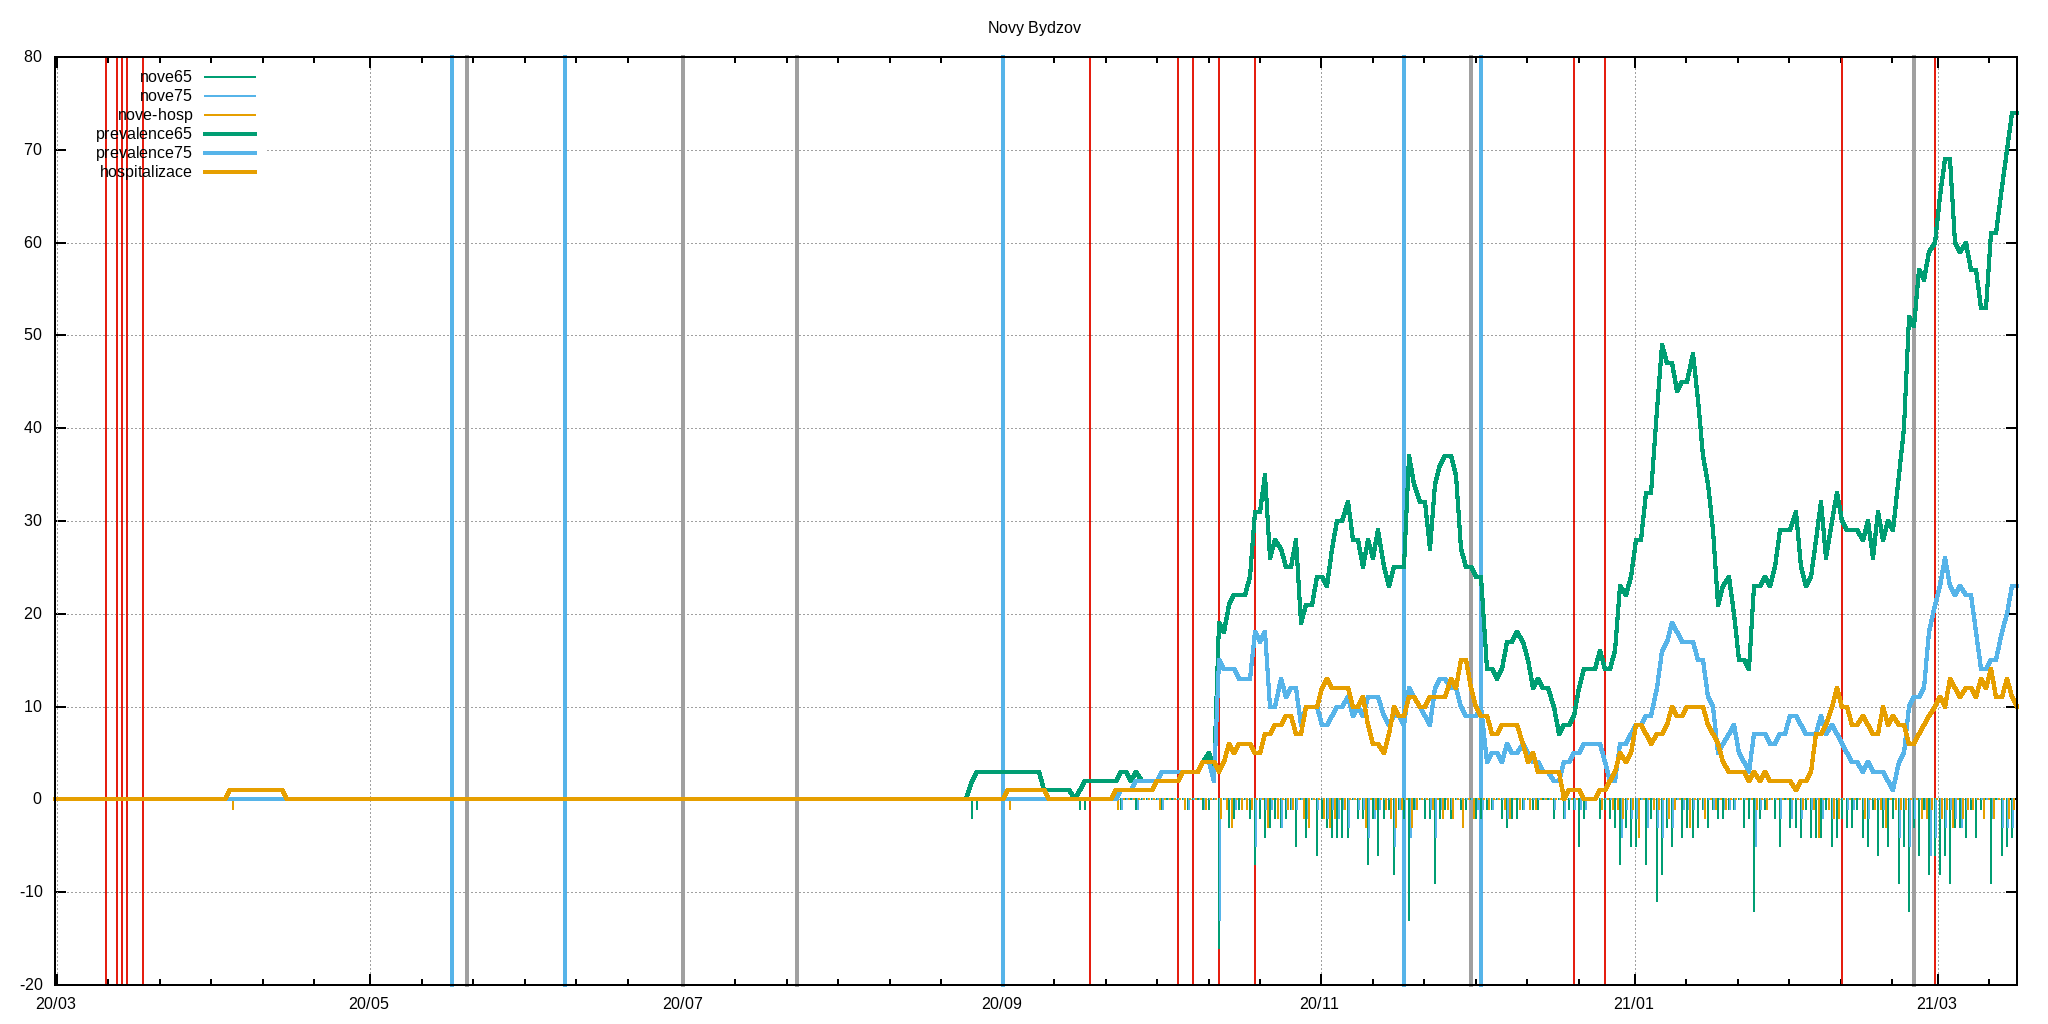 Novy Bydzov
80
70
60
50
40
30
20
10
0
-10
-20
nove65
nove75
nove-hosp
prevalence65
prevalence75
hospitalizace
20/03 20/05 20/07 20/09 20/11 21/01 21/03